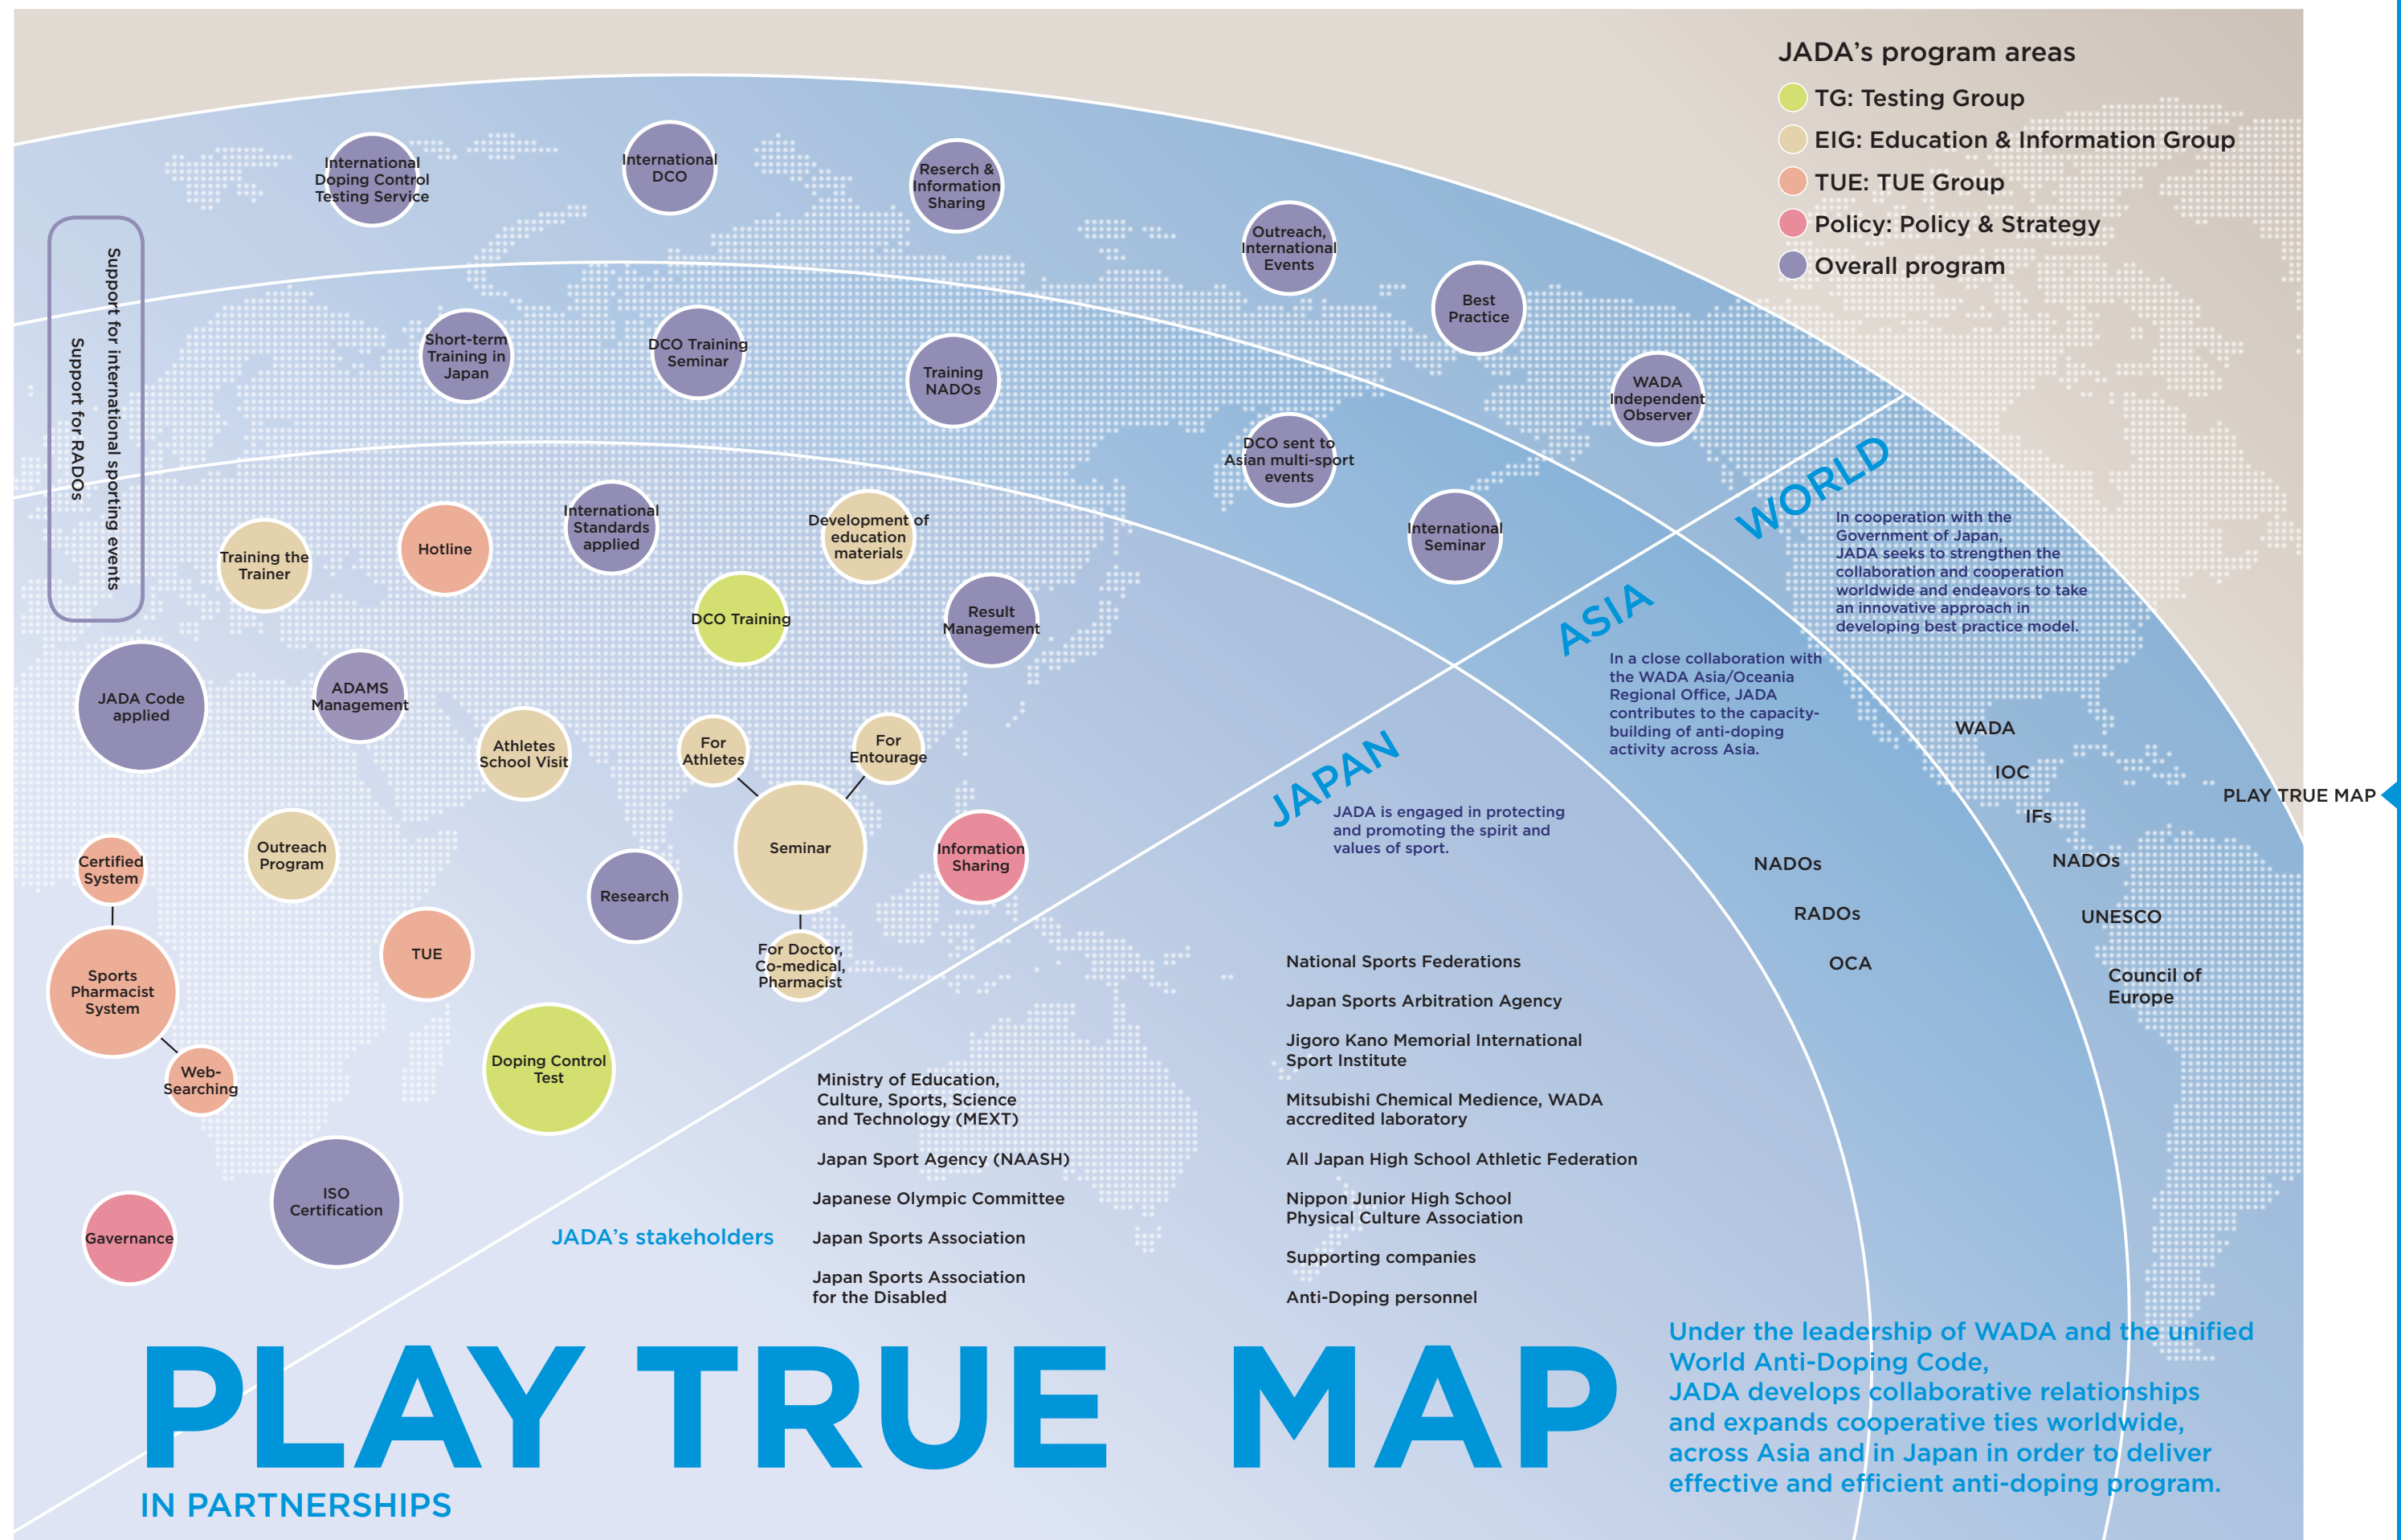 JADA's program areas
TG: Testing Group
EIG: Education & Information Group
TUE: TUE Group
Policy: Policy & Strategy
Overall program
International
Doping Control
Testing Service
International
DCO
Reserch &
Information
Sharing
Outreach,
International
Events
Best
Practice
WADA
Independent
Observer
Support for international sporting events
Support for RADOs
Short-term
Training in
Japan
DCO Training
Seminar
Training
NADOs
DCO sent to
Asian multi-sport
events
International
Seminar
Training the
Trainer
Hotline
International
Standards
applied
Development of
education
materials
DCO Training
Result
Management
JADA Code
applied
ADAMS
Management
Athletes
School Visit
For
Athletes
For
Entourage
Seminar
For Doctor,
Co-medical,
Pharmacist
Information
Sharing
Outreach
Program
Certified
System
Sports
Pharmacist
System
Web-
Searching
TUE
Research
Doping Control
Test
ISO
Certification
Gavernance
WORLD
In cooperation with the
Government of Japan,
JADA seeks to strengthen the
collaboration and cooperation
worldwide and endeavors to take
an innovative approach in
developing best practice model.
ASIA
In a close collaboration with
the WADA Asia/Oceania
Regional Office, JADA
contributes to the capacity-
building of anti-doping
activity across Asia.
JAPAN
JADA is engaged in protecting
and promoting the spirit and
values of sport.
WADA
IOC
IFs
NADOs
UNESCO
Council of
Europe
NADOs
RADOs
OCA
PLAY TRUE MAP
JADA's stakeholders
Ministry of Education,
Culture, Sports, Science
and Technology (MEXT)
Japan Sport Agency (NAASH)
Japanese Olympic Committee
Japan Sports Association
Japan Sports Association
for the Disabled
National Sports Federations
Japan Sports Arbitration Agency
Jigoro Kano Memorial International
Sport Institute
Mitsubishi Chemical Medience, WADA
accredited laboratory
All Japan High School Athletic Federation
Nippon Junior High School
Physical Culture Association
Supporting companies
Anti-Doping personnel
PLAY TRUE MAP
IN PARTNERSHIPS
Under the leadership of WADA and the unified
World Anti-Doping Code,
JADA develops collaborative relationships
and expands cooperative ties worldwide,
across Asia and in Japan in order to deliver
effective and efficient anti-doping program.